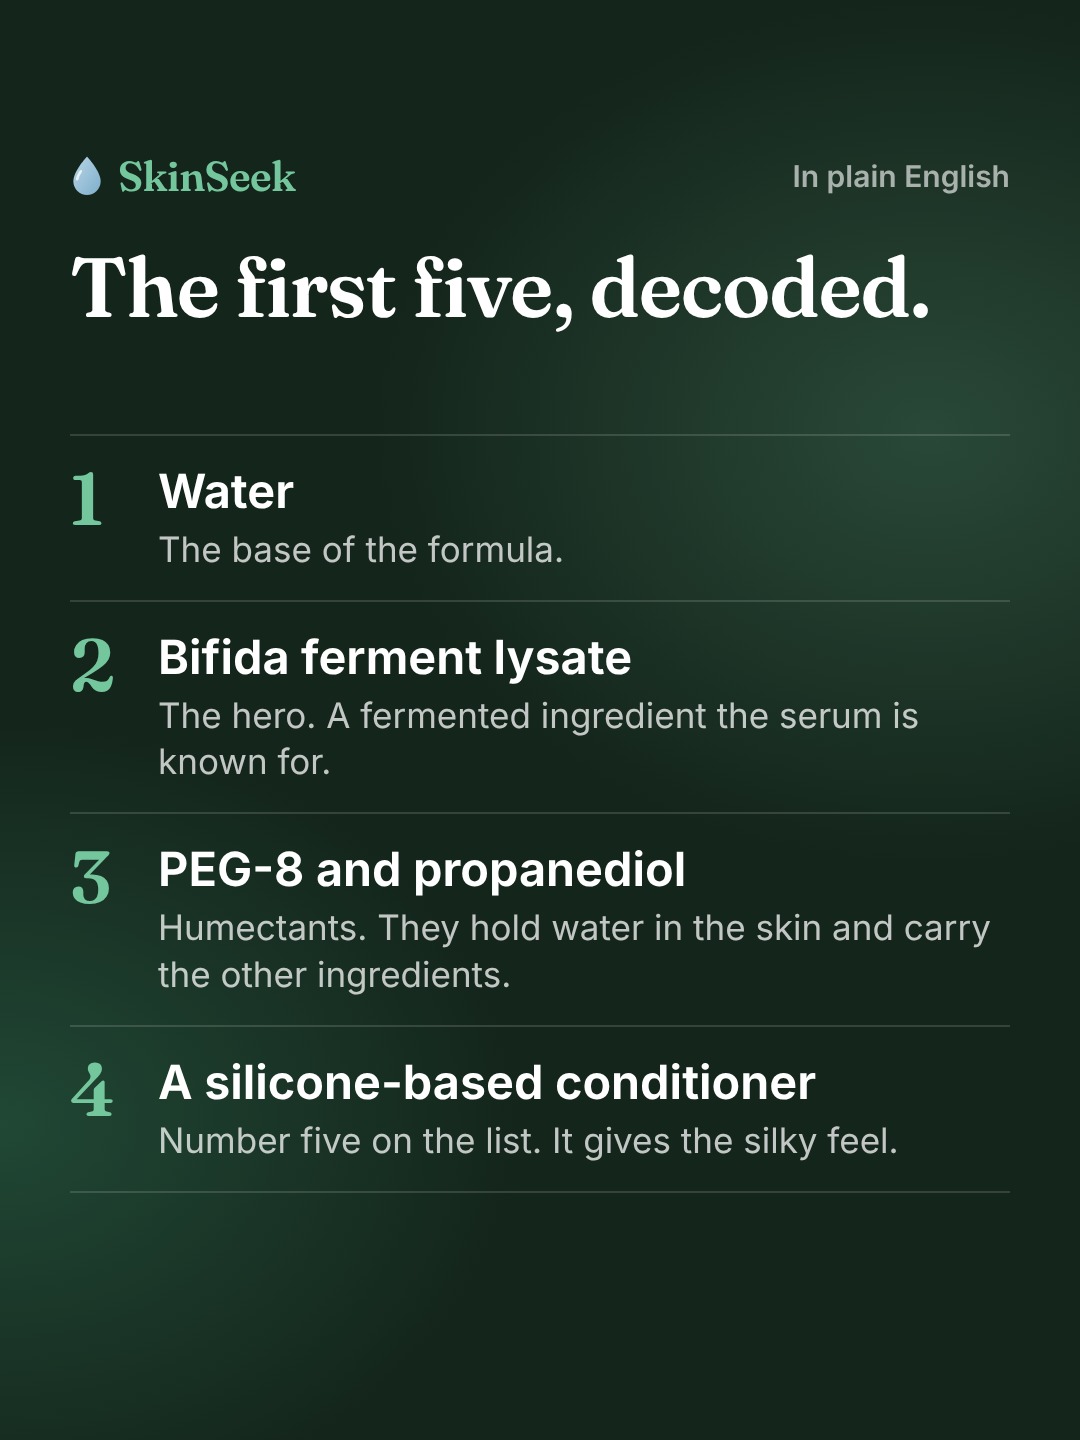 SkinSeek
In plain English
The first five, decoded.
1
Water
The base of the formula.
2
Bifida ferment lysate
The hero. A fermented ingredient the serum is
known for.
3
PEG-8 and propanediol
Humectants. They hold water in the skin and carry
the other ingredients.
4
A silicone-based conditioner
Number five on the list. It gives the silky feel.